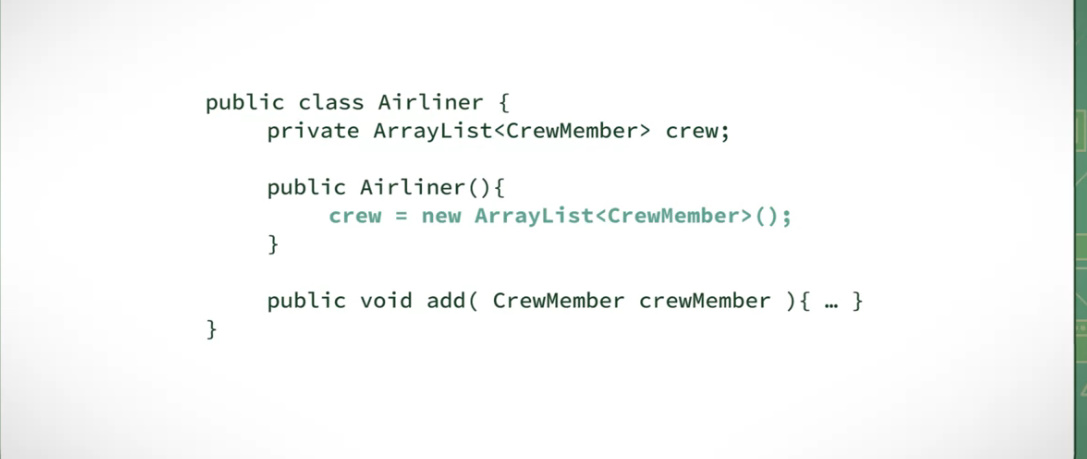 public class Airliner {
private ArrayList<CrewMember> crew;
public Airliner(){
crew = new ArrayList<CrewMember>();
}
public void add( CrewMember crewMember ){ … }
}